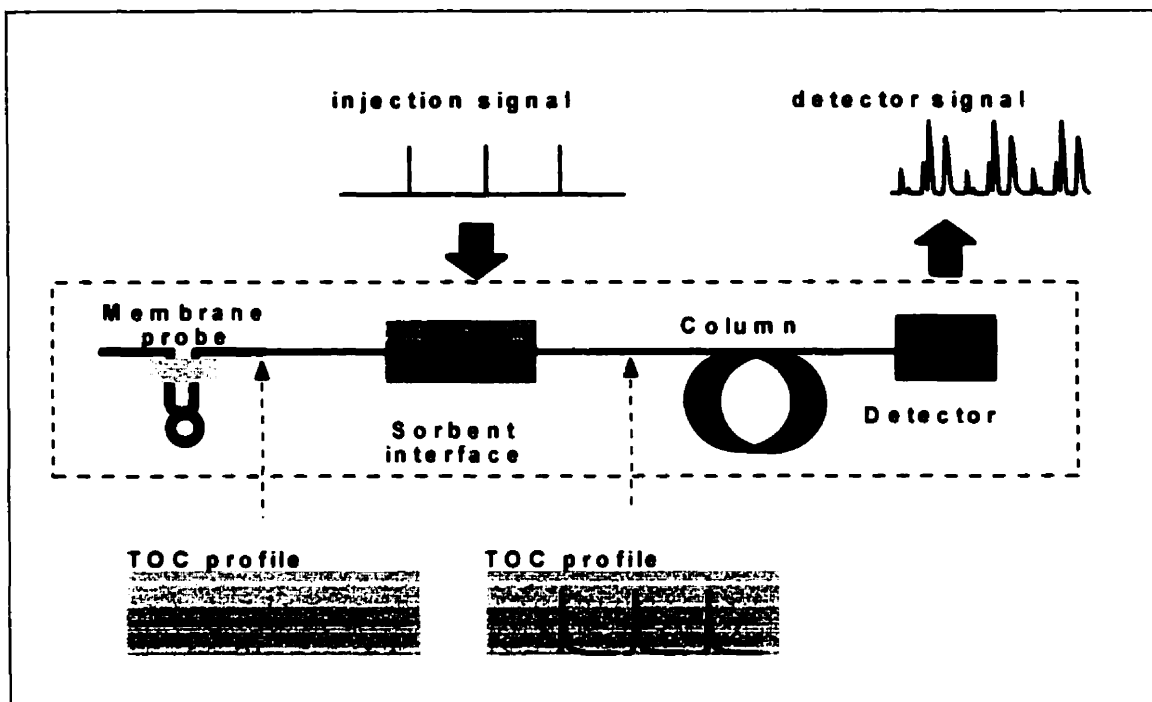 injection signal
detector signal
Membrane
probe
Column
Sorbent
interface
Detector
TOC profile
TOC profile